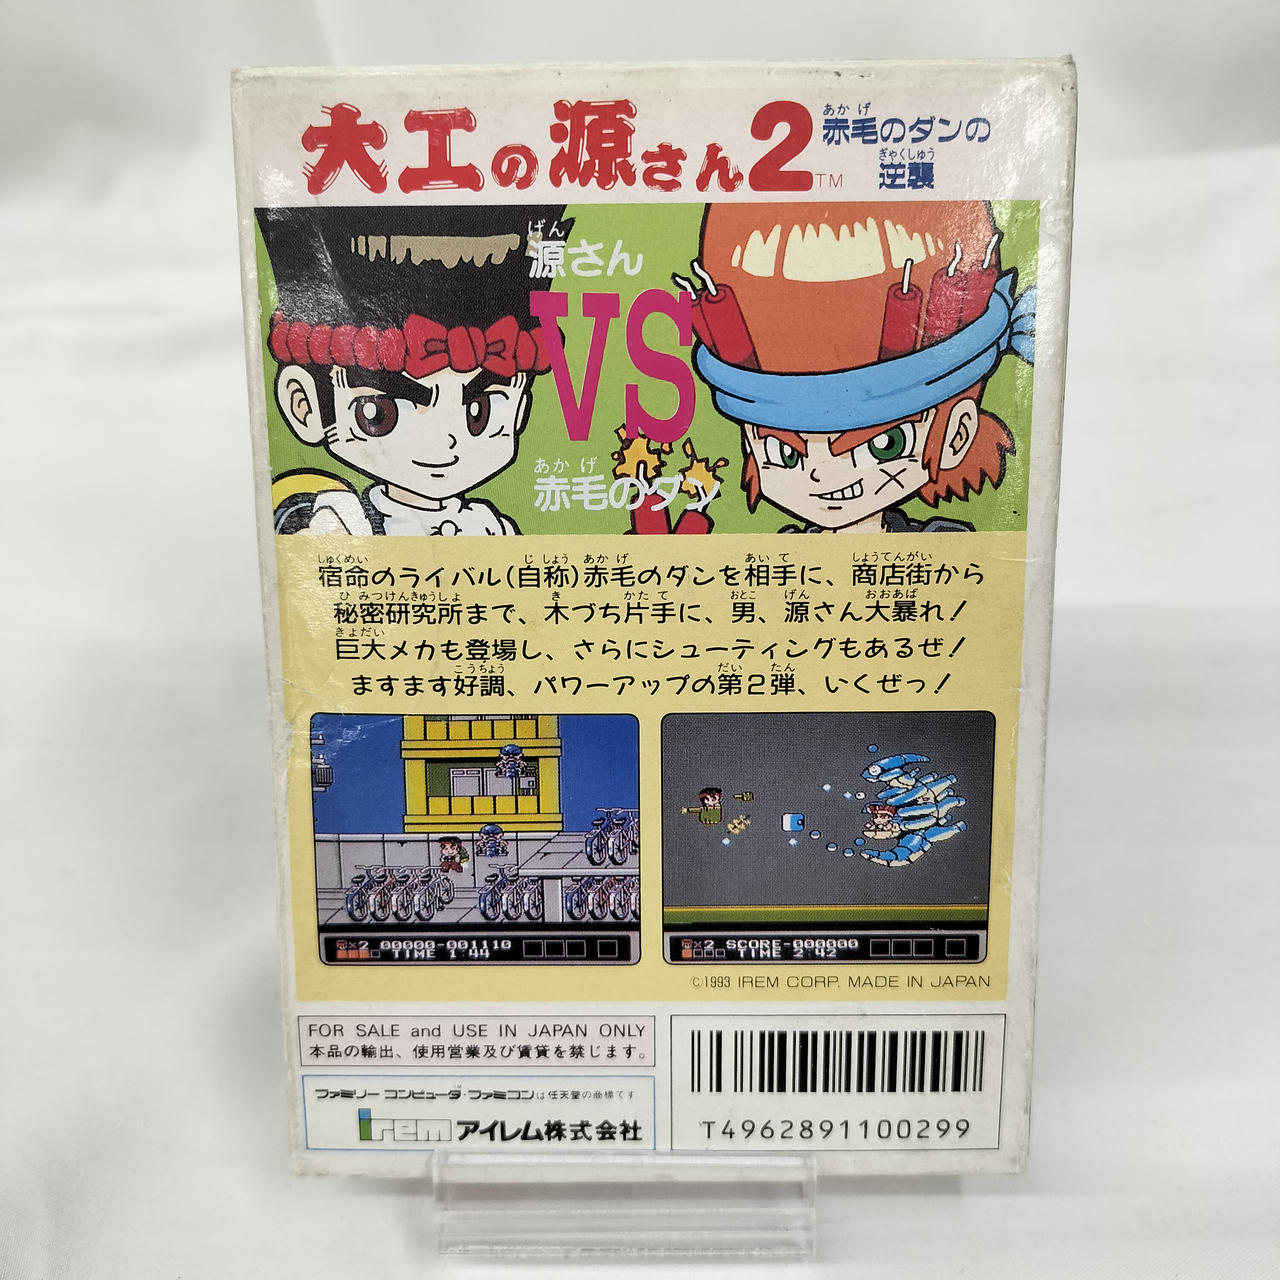 大工の源さん2™
赤毛のダンの
逆襲
源さん
VS
赤毛のダン
宿命のライバル(自称)赤毛のダンを相手に、商店街から
秘密研究所まで、木づち片手に、男、源さん大暴れ!
巨大メカも登場し、さらにシューティングもあるぜ!
ますます好調、パワーアップの第2弾、いくぜっ!
×2 00000-001110
TIME 1:44
×2 SCORE-000000
TIME 2:42
©1993 IREM CORP. MADE IN JAPAN
FOR SALE and USE IN JAPAN ONLY
本品の輸出、使用営業及び賃貸を禁じます。
ファミリーコンピュータ™・ファミコンは任天堂の商標です
irem アイレム株式会社
T4962891100299